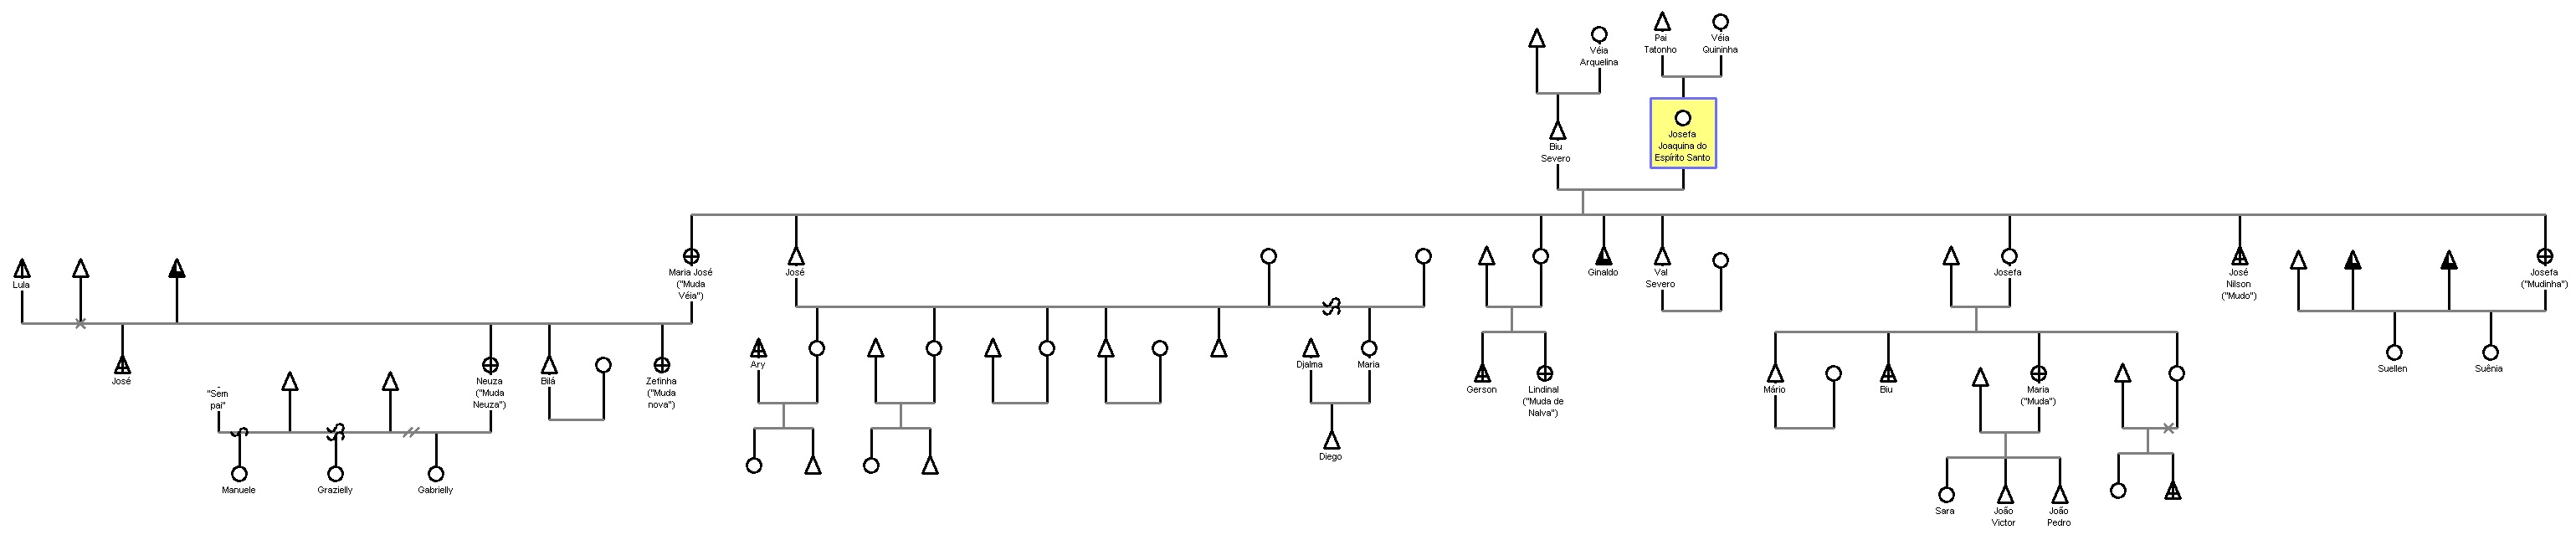 Pai
Tatonho
Véia
Quininha
Véia
Arquelina
Josefa
Joaquina do
Espírito Santo
Biu
Severo
Lula
Maria José
("Muda
Véia")
José
Ginaldo
Val
Severo
Josefa
José
Nilson
("Mudo")
Josefa
("Mudinha")
José
"Sem
pai"
Neuza
("Muda
Neuza")
Bilá
Zefinha
("Muda
nova")
Ary
Djalma
Maria
Gerson
Lindinal
("Muda de
Nalva")
Mário
Biu
Maria
("Muda")
Suellen
Suênia
Manuele
Grazielly
Gabrielly
Diego
Sara
João
Victor
João
Pedro